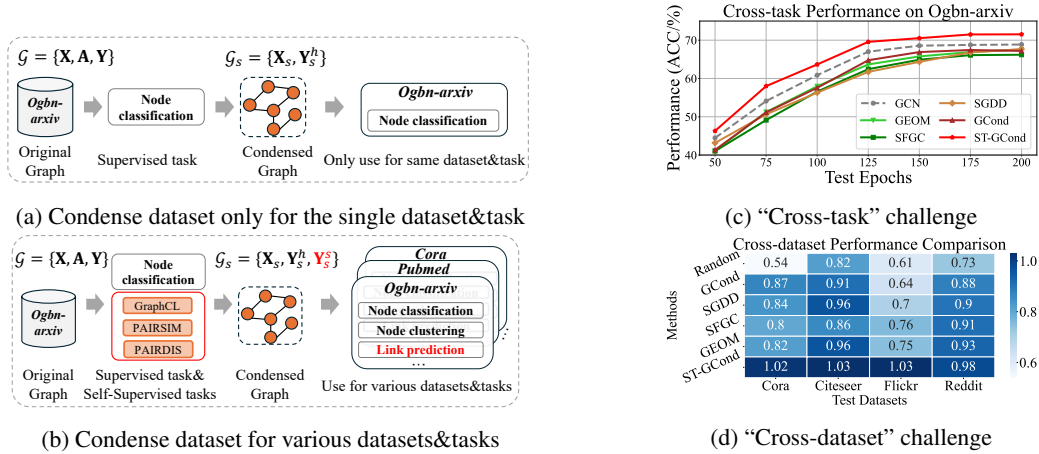 𝒢 = {X, A, Y}
𝒢ₛ = {Xₛ, Yₛʰ}
Ogbn-
arxiv
Node
classification
Ogbn-arxiv
Node classification
Original
Graph
Supervised task
Condensed
Graph
Only use for same dataset&task
(a) Condense dataset only for the single dataset&task
𝒢 = {X, A, Y}
Node
classification
𝒢ₛ = {Xₛ, Yₛʰ, Yₛˢ}
Cora
Pubmed
Ogbn-arxiv
Ogbn-
arxiv
GraphCL
PAIRSIM
PAIRDIS
Node classification
Node clustering
Link prediction
...
Original
Graph
Supervised task&
Self-Supervised tasks
Condensed
Graph
Use for various datasets&tasks
(b) Condense dataset for various datasets&tasks
Cross-task Performance on Ogbn-arxiv
Performance (ACC/%)
70
60
50
40
GCN
GEOM
SFGC
SGDD
GCond
ST-GCond
50 75 100 125 150 175 200
Test Epochs
(c) “Cross-task” challenge
Cross-dataset Performance Comparison
Methods
Random 0.54 0.82 0.61 0.73
GCond 0.87 0.91 0.64 0.88
SGDD 0.84 0.96 0.7 0.9
SFGC 0.8 0.86 0.76 0.91
GEOM 0.82 0.96 0.75 0.93
ST-GCond 1.02 1.03 1.03 0.98
Cora Citeseer Flickr Reddit
Test Datasets
1.0
0.8
0.6
(d) “Cross-dataset” challenge